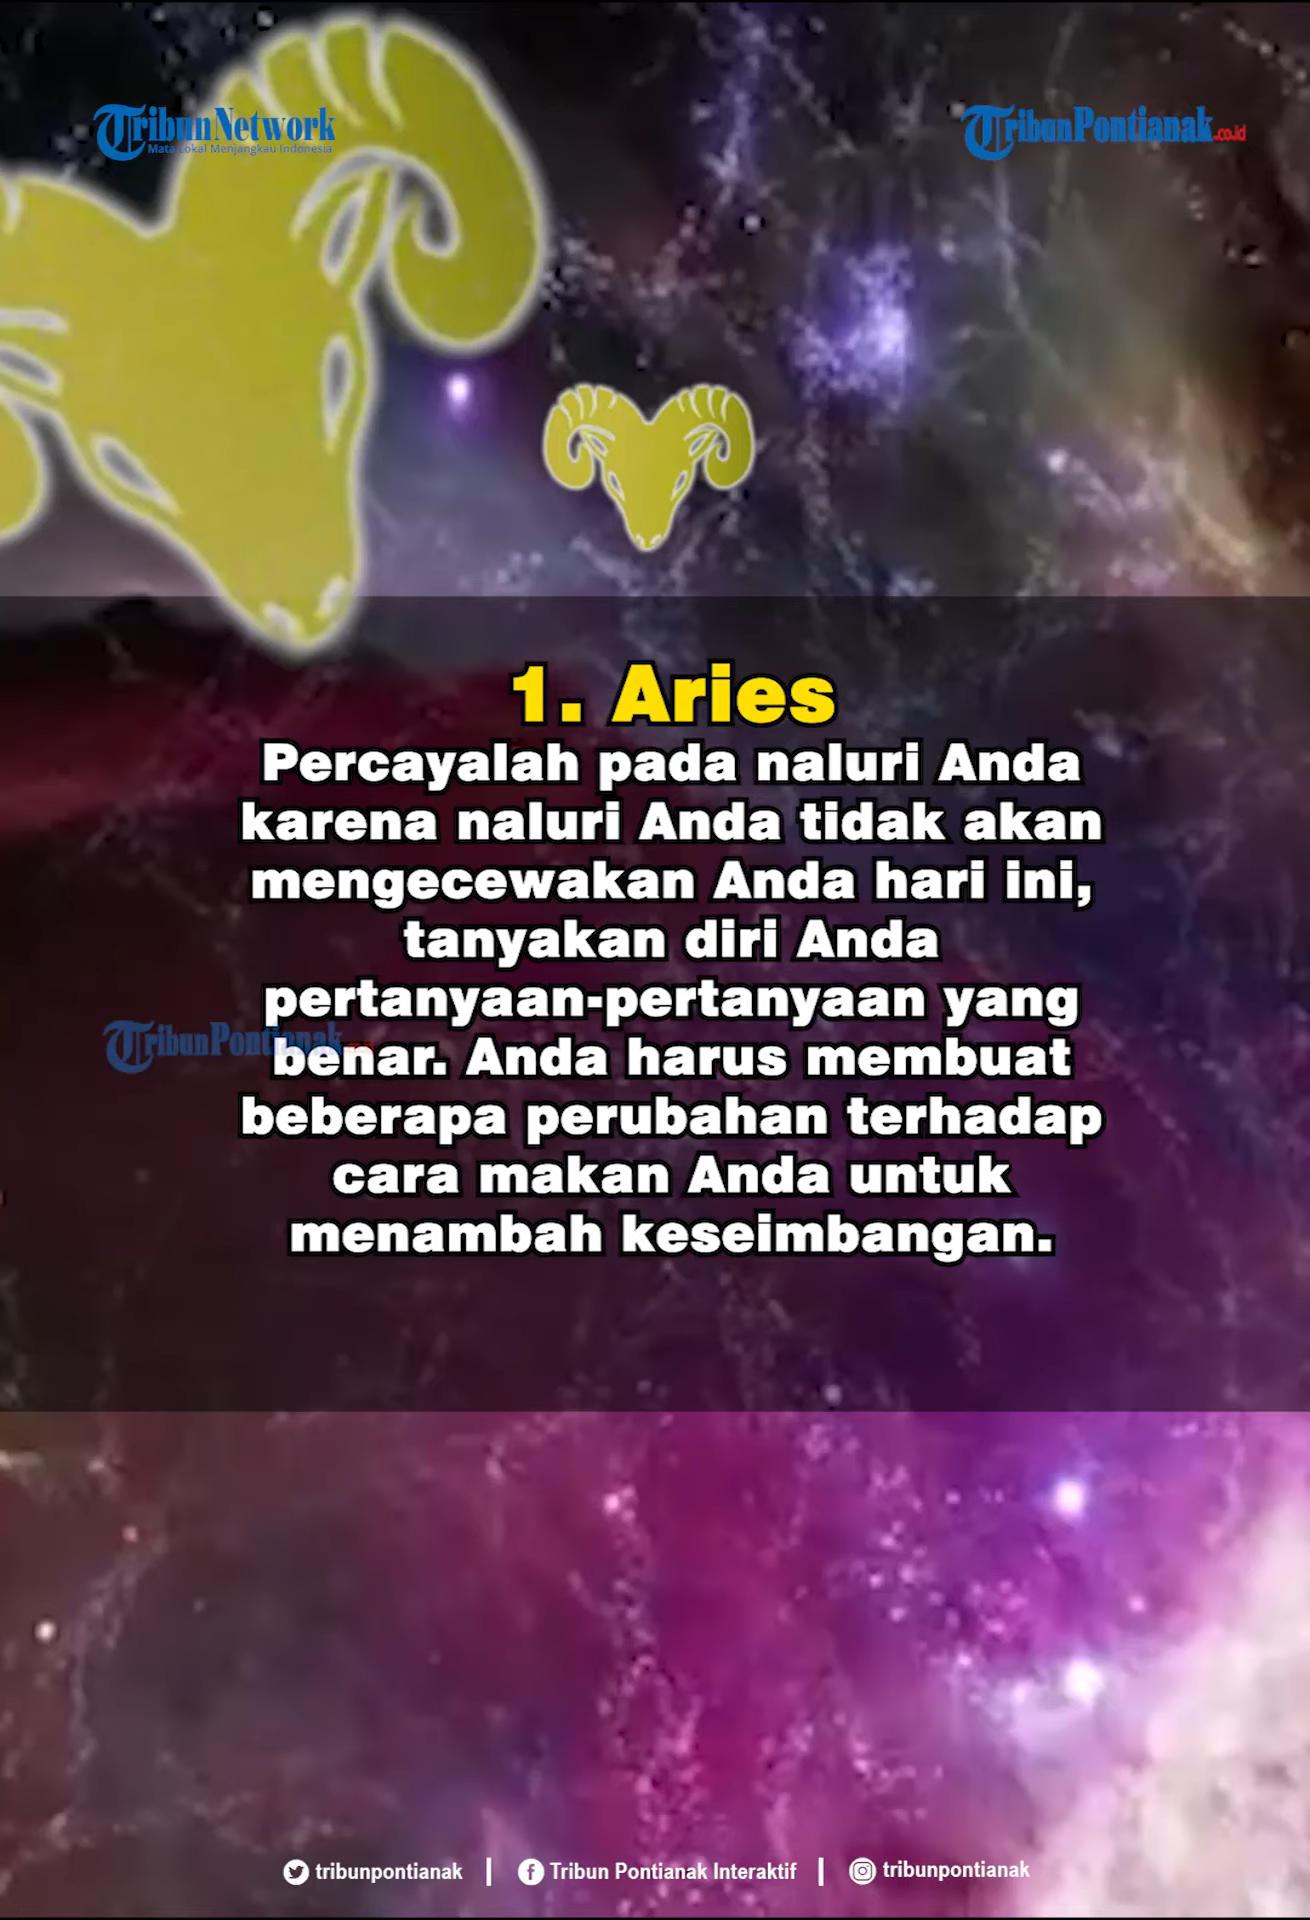 TribunNetwork
Mata Lokal Menjangkau Indonesia
TribunPontianak.co.id
1. Aries
Percayalah pada naluri Anda
karena naluri Anda tidak akan
mengecewakan Anda hari ini,
tanyakan diri Anda
pertanyaan-pertanyaan yang
TribunPontianak
benar. Anda harus membuat
beberapa perubahan terhadap
cara makan Anda untuk
menambah keseimbangan.
tribunpontianak | Tribun Pontianak Interaktif | tribunpontianak